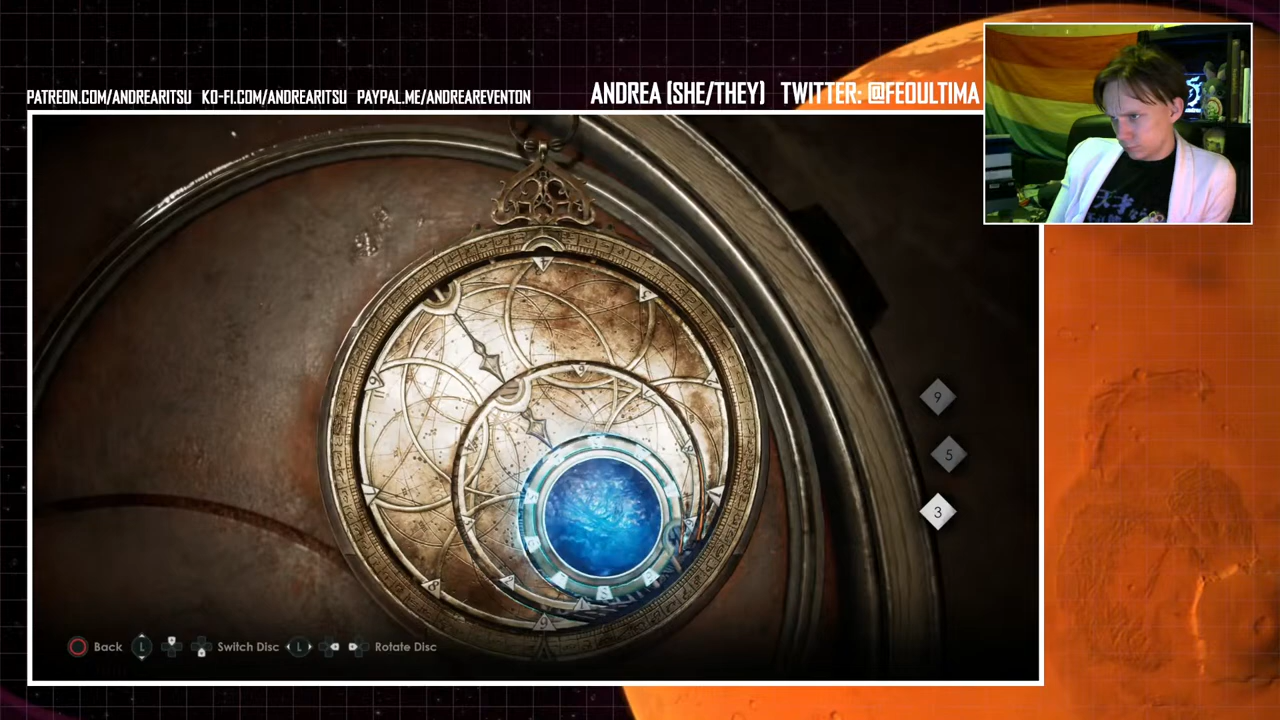 PATREON.COM/ANDREARITSU KO-FI.COM/ANDREARITSU PAYPAL.ME/ANDREAREVENTON
ANDREA (SHE/THEY) TWITTER: @FEOULTIMA
9
5
3
Back L Switch Disc L Rotate Disc